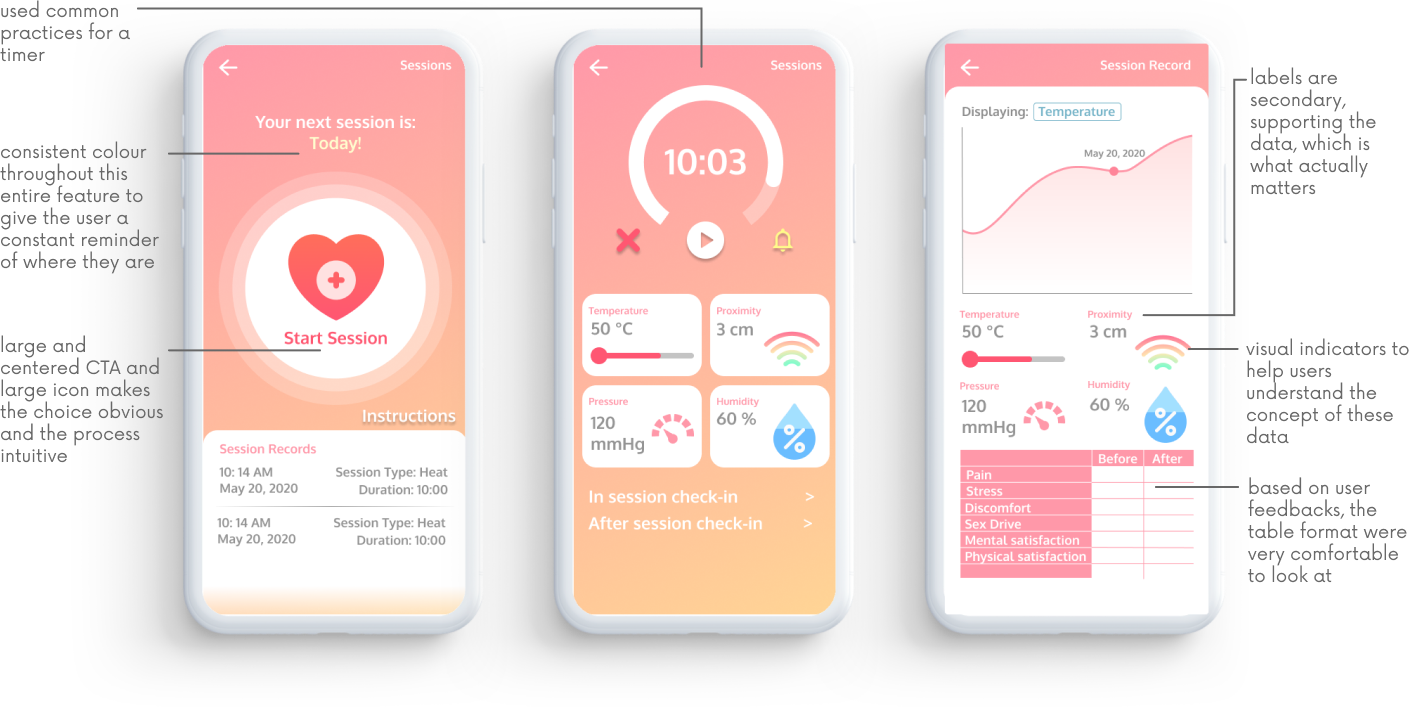 used common
practices for a
timer
consistent colour
throughout this
entire feature to
give the user a
constant reminder
of where they are
large and
centered CTA and
large icon makes
the choice obvious
and the process
intuitive
Sessions
Your next session is:
Today!
Start Session
Instructions
Session Records
10: 14 AM Session Type: Heat
May 20, 2020 Duration: 10:00
10: 14 AM Session Type: Heat
May 20, 2020 Duration: 10:00
Sessions
10:03
Temperature
50 °C
Proximity
3 cm
Pressure
120
mmHg
Humidity
60 %
%
In session check-in >
After session check-in >
Session Record
Displaying: Temperature
May 20, 2020
Temperature
50 °C
Proximity
3 cm
Pressure
120
mmHg
Humidity
60 %
%
Before After
Pain
Stress
Discomfort
Sex Drive
Mental satisfaction
Physical satisfaction
labels are
secondary,
supporting the
data, which is
what actually
matters
visual indicators to
help users
understand the
concept of these
data
based on user
feedbacks, the
table format were
very comfortable
to look at